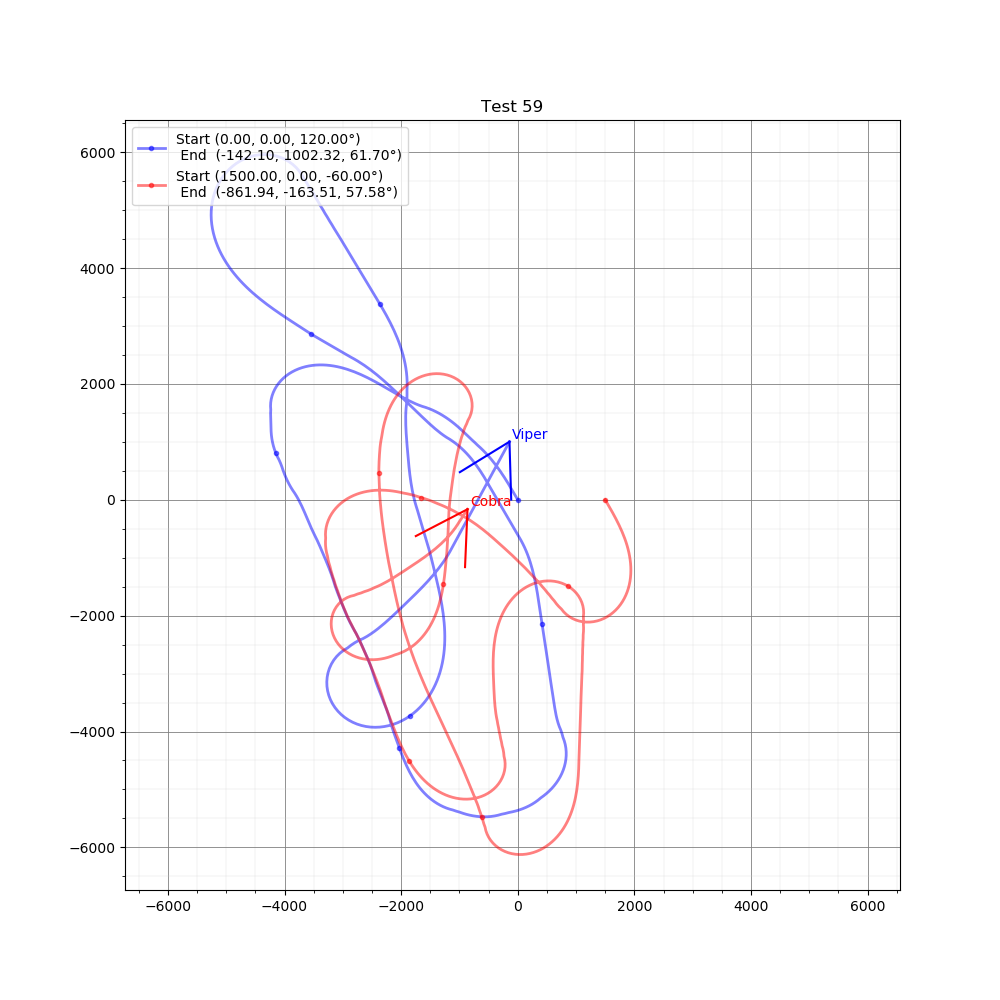 Test 59
Start (0.00, 0.00, 120.00°)
End (-142.10, 1002.32, 61.70°)
Start (1500.00, 0.00, -60.00°)
End (-861.94, -163.51, 57.58°)
6000
4000
2000
0
−2000
−4000
−6000
Viper
Cobra
−6000
−4000
−2000
0
2000
4000
6000